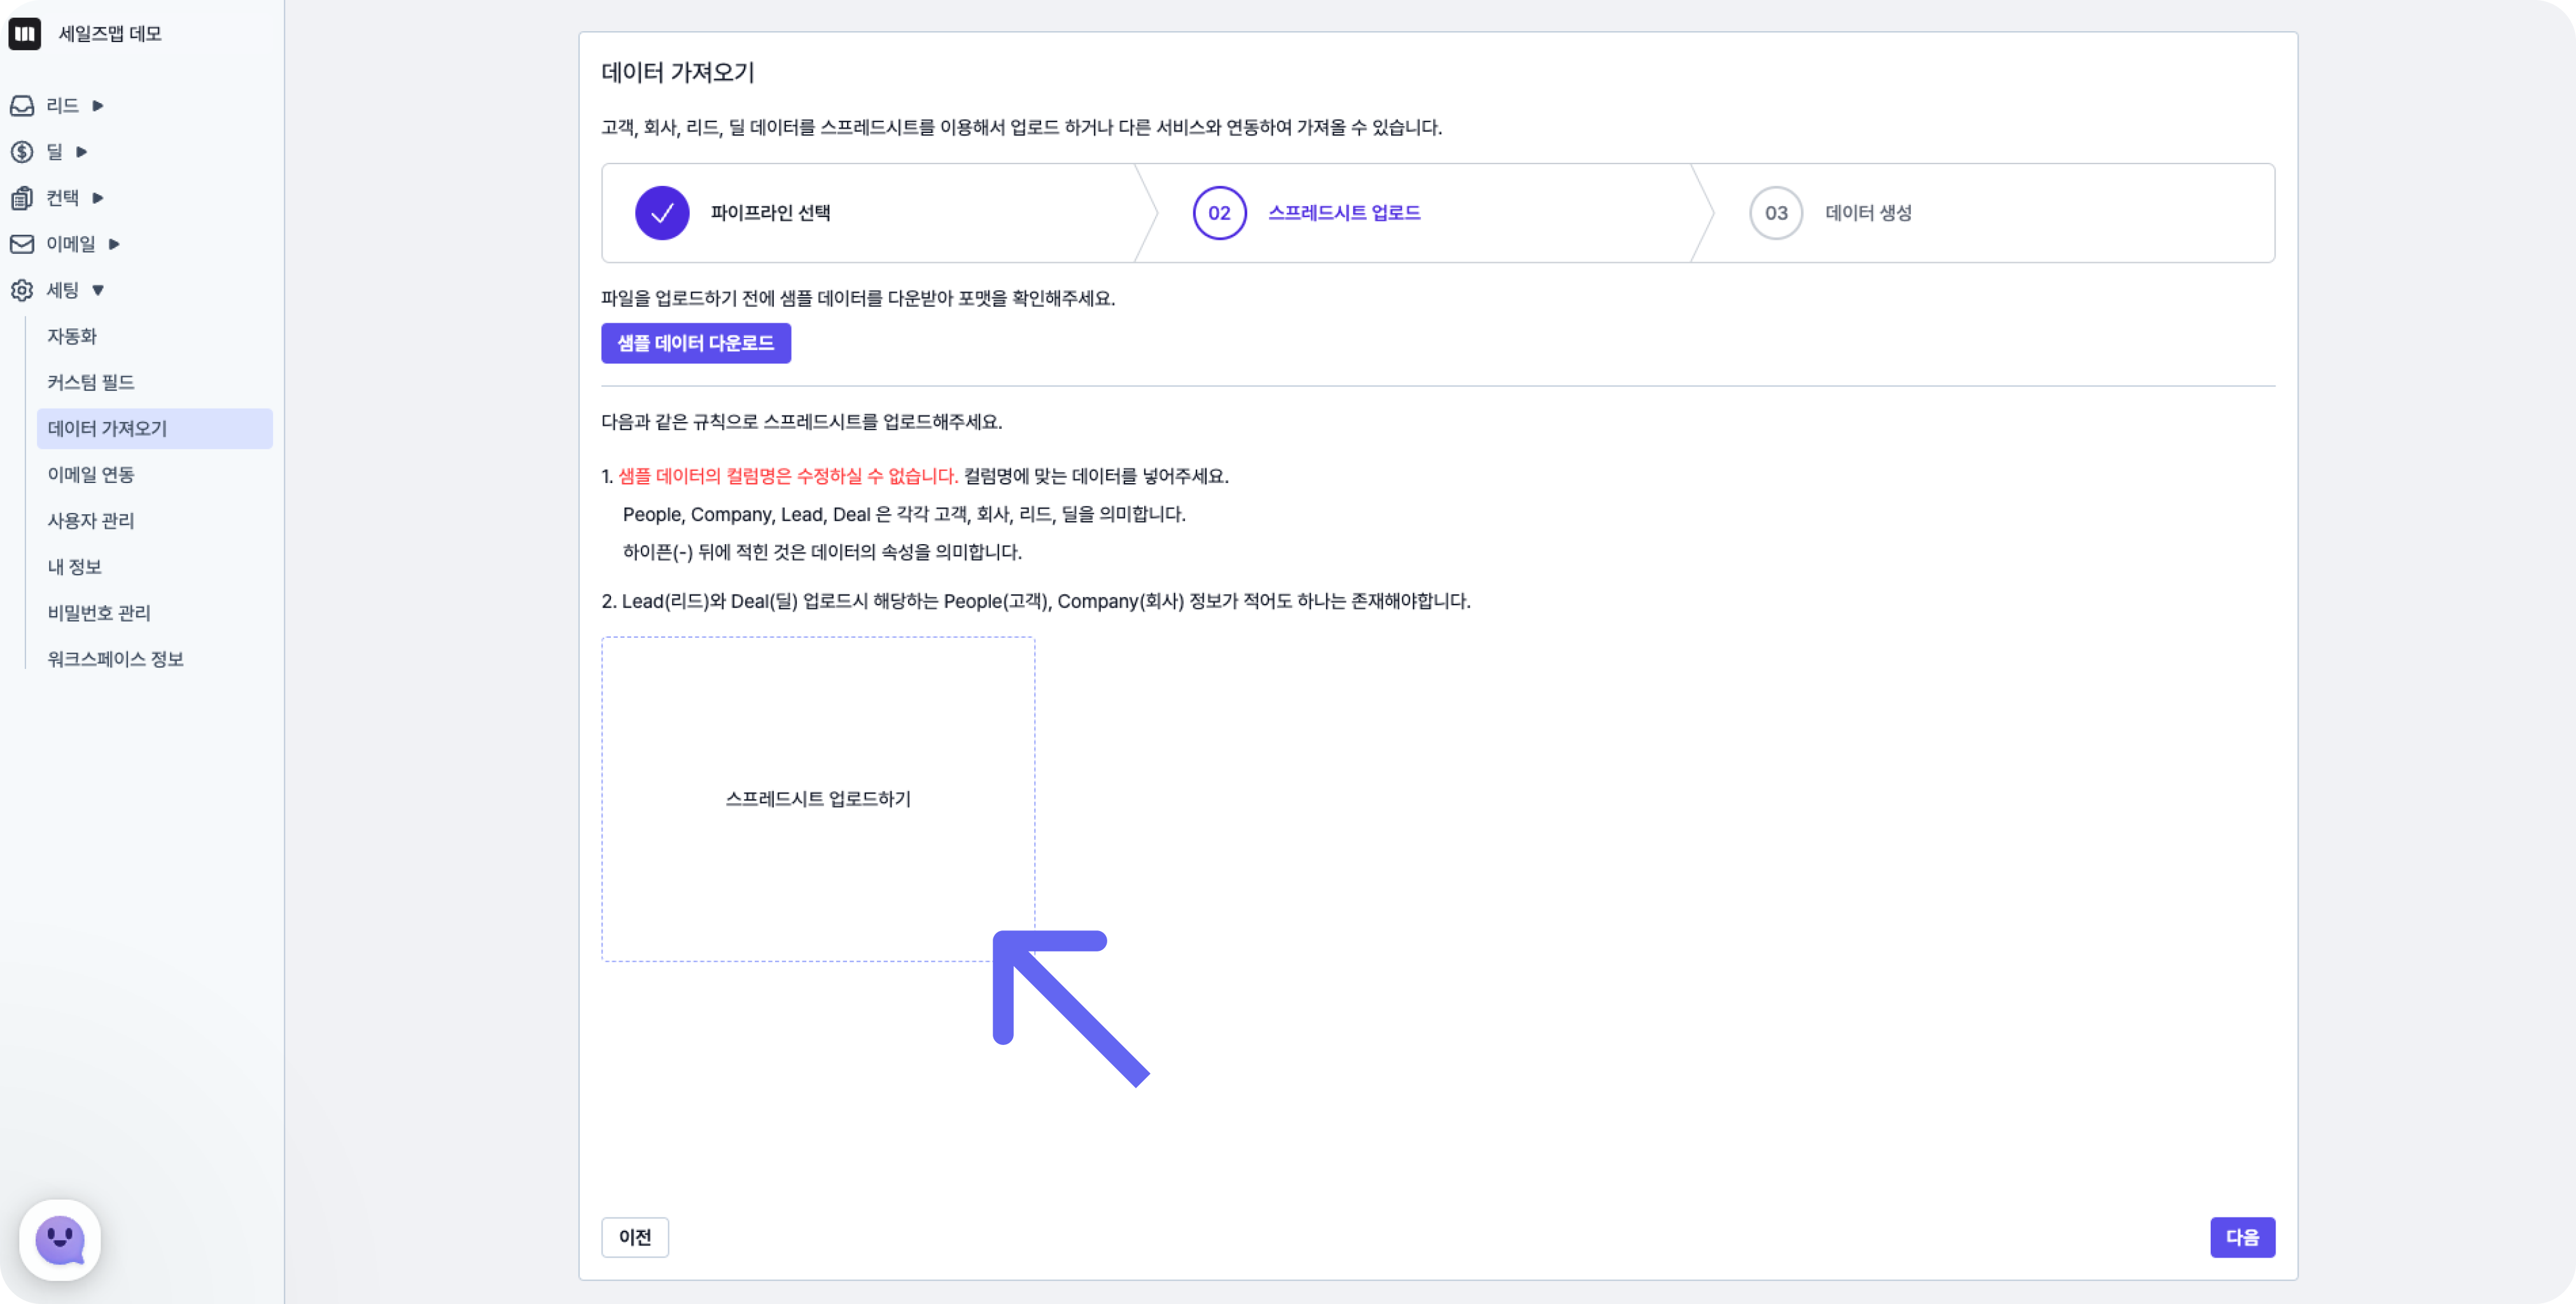 세일즈맵 데모
리드
딜
컨택
이메일
세팅
자동화
커스텀 필드
데이터 가져오기
이메일 연동
사용자 관리
내 정보
비밀번호 관리
워크스페이스 정보
데이터 가져오기
고객, 회사, 리드, 딜 데이터를 스프레드시트를 이용해서 업로드 하거나 다른 서비스와 연동하여 가져올 수 있습니다.
파이프라인 선택
02 스프레드시트 업로드
03 데이터 생성
파일을 업로드하기 전에 샘플 데이터를 다운받아 포맷을 확인해주세요.
샘플 데이터 다운로드
다음과 같은 규칙으로 스프레드시트를 업로드해주세요.
1. 샘플 데이터의 컬럼명은 수정하실 수 없습니다. 컬럼명에 맞는 데이터를 넣어주세요.
People, Company, Lead, Deal 은 각각 고객, 회사, 리드, 딜을 의미합니다.
하이픈(-) 뒤에 적힌 것은 데이터의 속성을 의미합니다.
2. Lead(리드)와 Deal(딜) 업로드시 해당하는 People(고객), Company(회사) 정보가 적어도 하나는 존재해야합니다.
스프레드시트 업로드하기
이전
다음